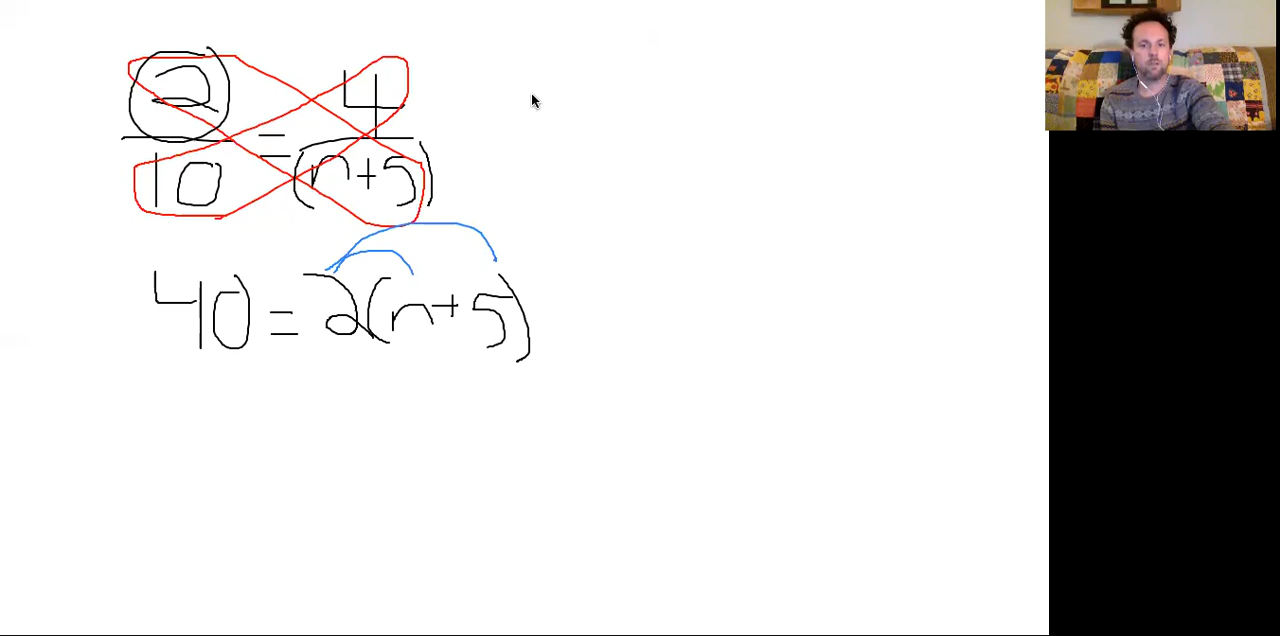 2/10 = 4/(n+5)
40 = 2(n+5)